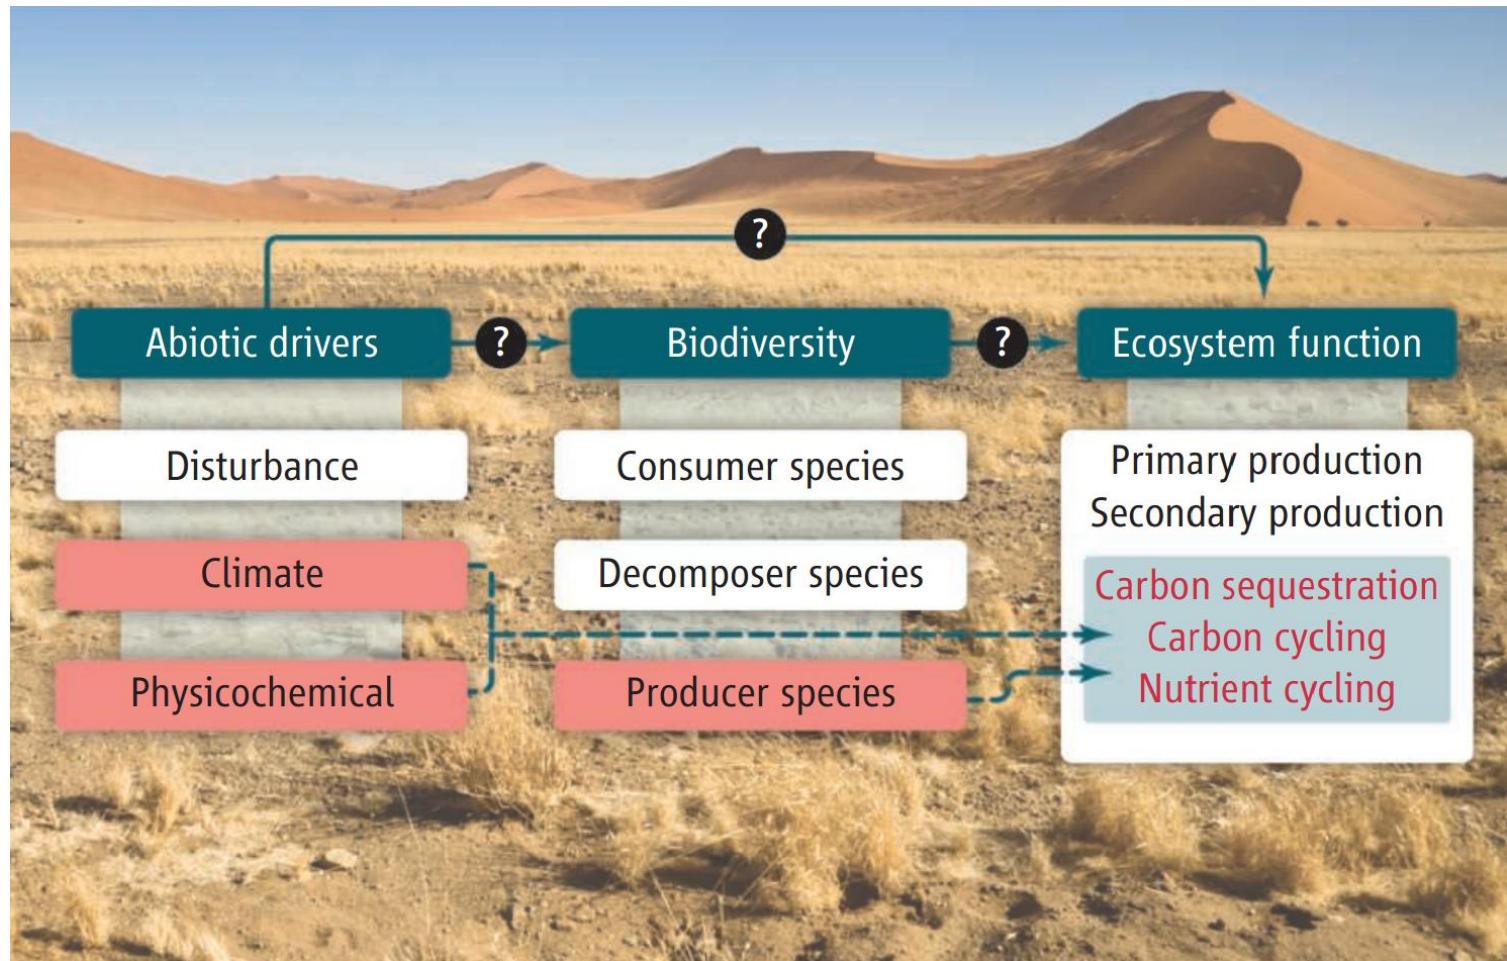 ?
Abiotic drivers
?
Biodiversity
?
Ecosystem function
Disturbance
Climate
Physicochemical
Consumer species
Decomposer species
Producer species
Primary production
Secondary production
Carbon sequestration
Carbon cycling
Nutrient cycling